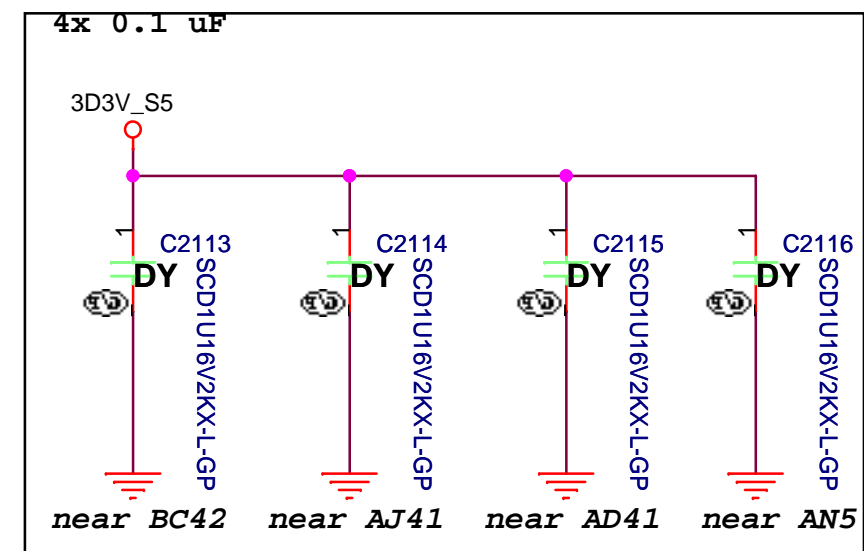 4x 0.1 uF
3D3V_S5
1 C2113 DY SCD1U16V2KX-L-GP
1 C2114 DY SCD1U16V2KX-L-GP
1 C2115 DY SCD1U16V2KX-L-GP
1 C2116 DY SCD1U16V2KX-L-GP
near BC42 near AJ41 near AD41 near AN5